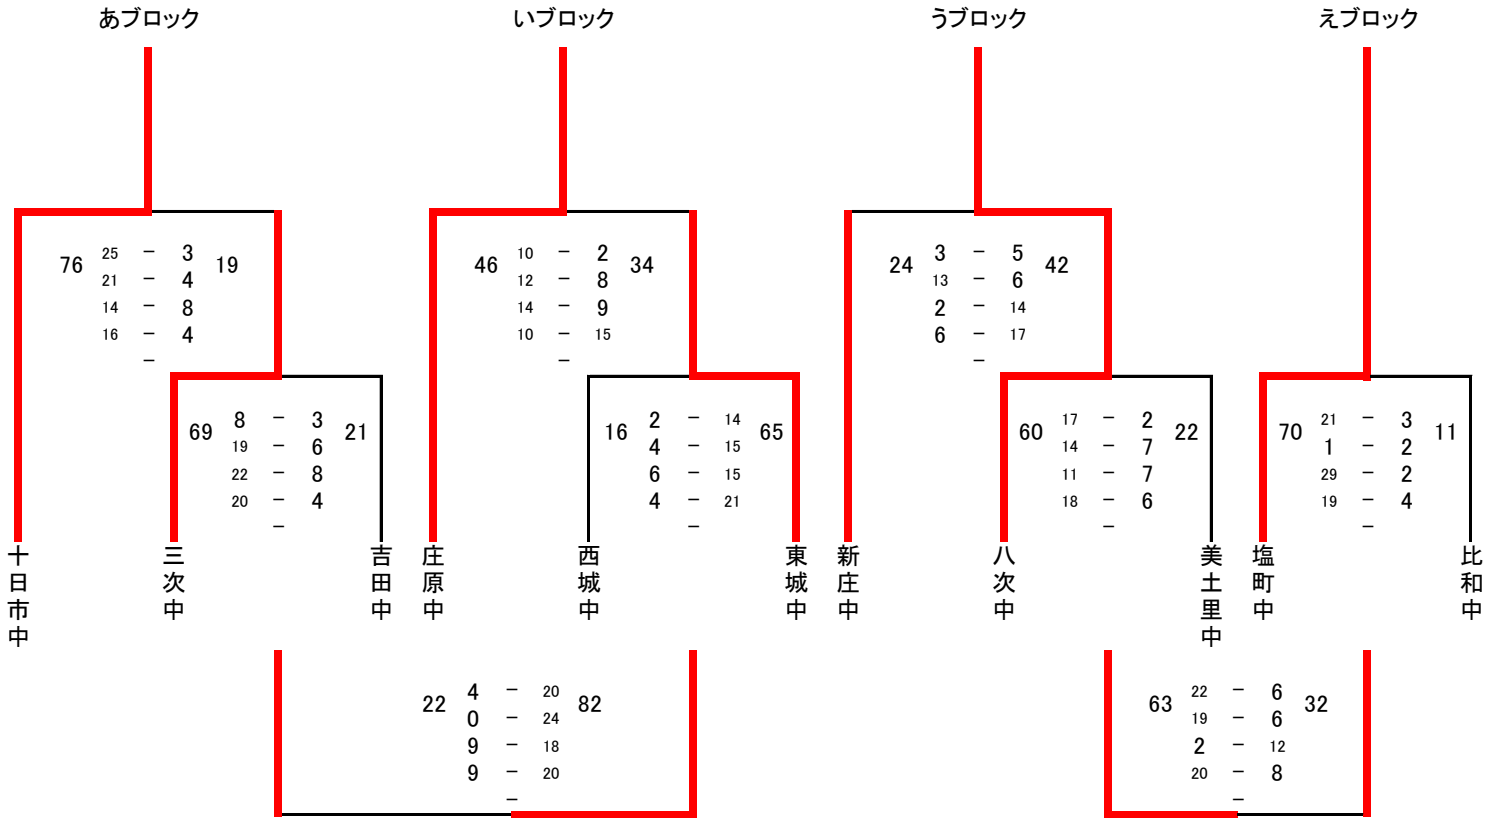 あブロック いブロック うブロック えブロック
76 25 － 3 19 46 10 － 2 34 24 3 － 5 42
21 － 4 12 － 8 13 － 6
14 － 8 14 － 9 2 － 14
16 － 4 10 － 15 6 － 17
－ － －
69 8 － 3 21 16 2 － 14 65 60 17 － 2 22 70 21 － 3 11
19 － 6 4 － 15 14 － 7 1 － 2
22 － 8 6 － 15 11 － 7 29 － 2
20 － 4 4 － 21 18 － 6 19 － 4
－ － － －
十日市中
三次中
吉田中
庄原中
西城中
東城中
新庄中
八次中
美土里中
塩町中
比和中
22 4 － 20 82 63 22 － 6 32
0 － 24 19 － 6
9 － 18 2 － 12
9 － 20 20 － 8
－ －